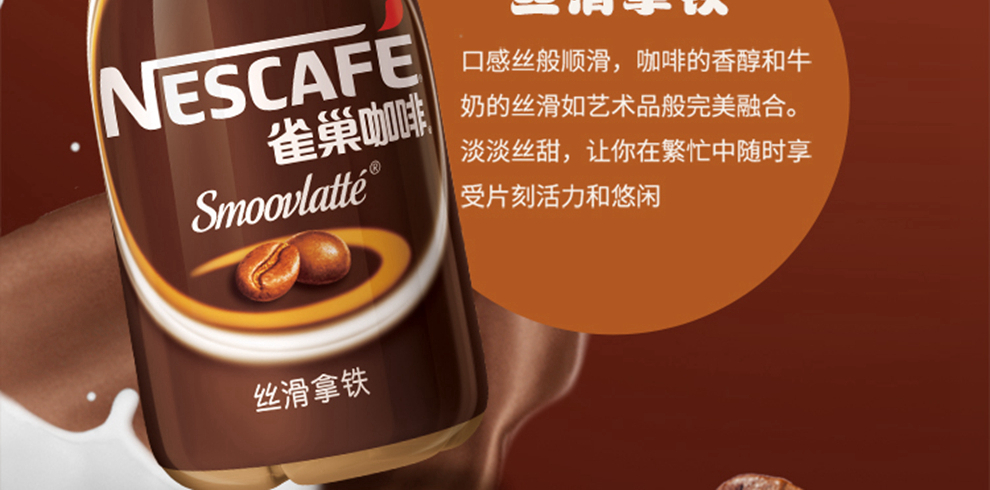 丝滑拿铁
口感丝般顺滑，咖啡的香醇和牛
奶的丝滑如艺术品般完美融合。
淡淡丝甜，让你在繁忙中随时享
受片刻活力和悠闲
NESCAFÉ
雀巢咖啡
Smoovlatté®
丝滑拿铁